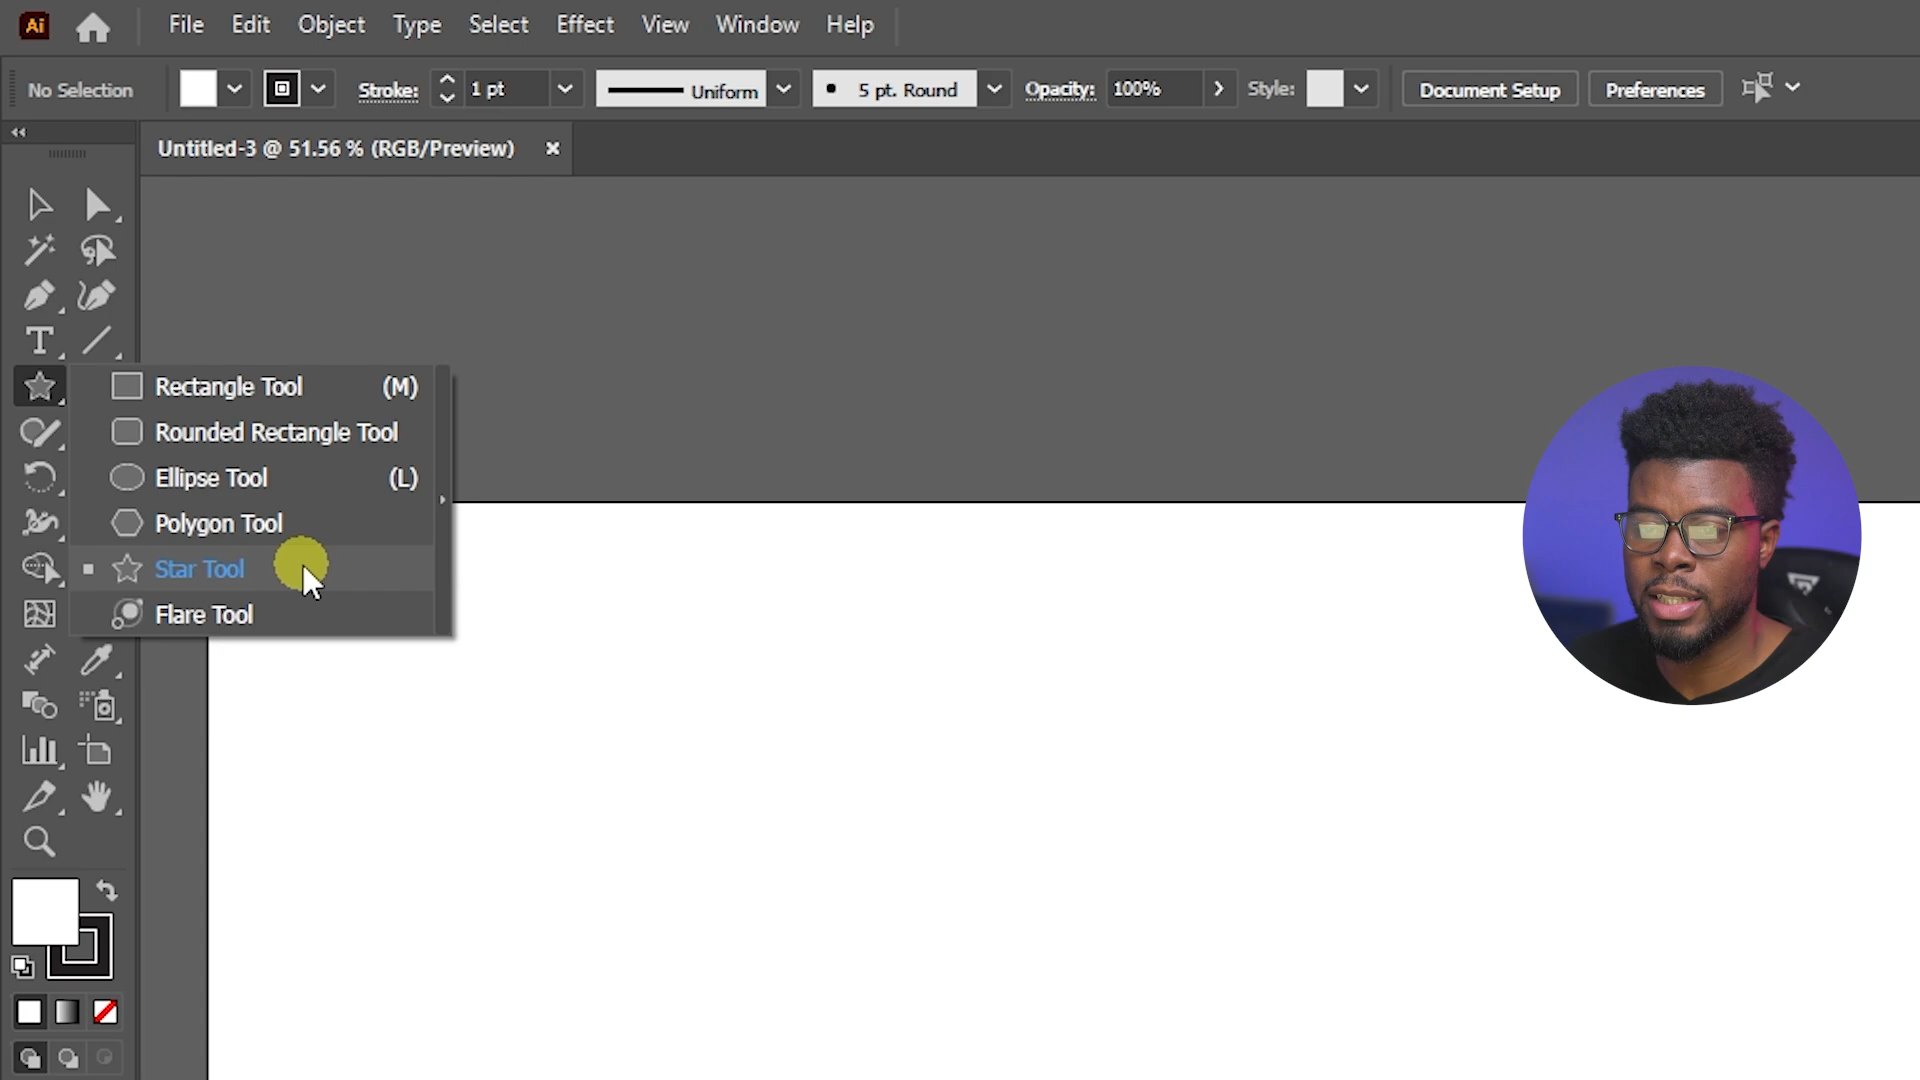 Ai File Edit Object Type Select Effect View Window Help
No Selection Stroke: 1 pt Uniform 5 pt. Round Opacity: 100% Style: Document Setup Preferences
Untitled-3 @ 51.56 % (RGB/Preview)
Rectangle Tool (M)
Rounded Rectangle Tool
Ellipse Tool (L)
Polygon Tool
Star Tool
Flare Tool